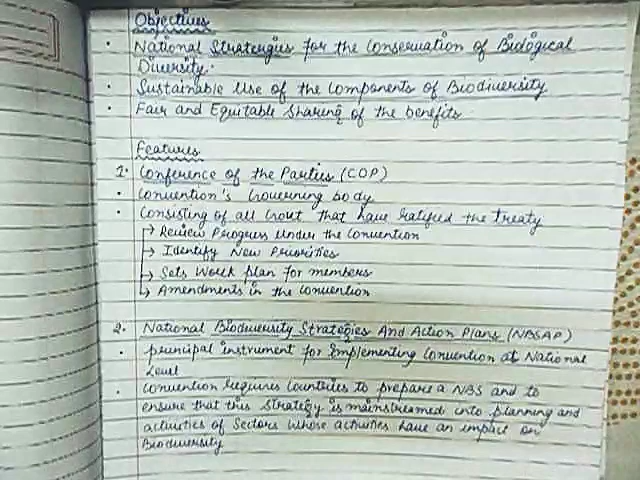 Objectives
• National Strategies for the Conservation of Biological
Diversity.
• Sustainable Use of the Components of Biodiversity
• Fair and Equitable Sharing of the benefits
Features
1. Conference of the Parties (COP)
• Convention's Governing body
• Consisting of all Govt that have ratified the treaty
→ Review Progress Under the Convention
→ Identify New Priorities
→ Sets Work plan for members
→ Amendments in the Convention
2. National Biodiversity Strategies And Action Plans (NBSAP)
• principal instrument for implementing Convention at National
Level
• Convention requires Countries to prepare a NBS and to
ensure that this Strategy is mainstreamed into planning and
activities of Sectors whose activities have an impact on
Biodiversity